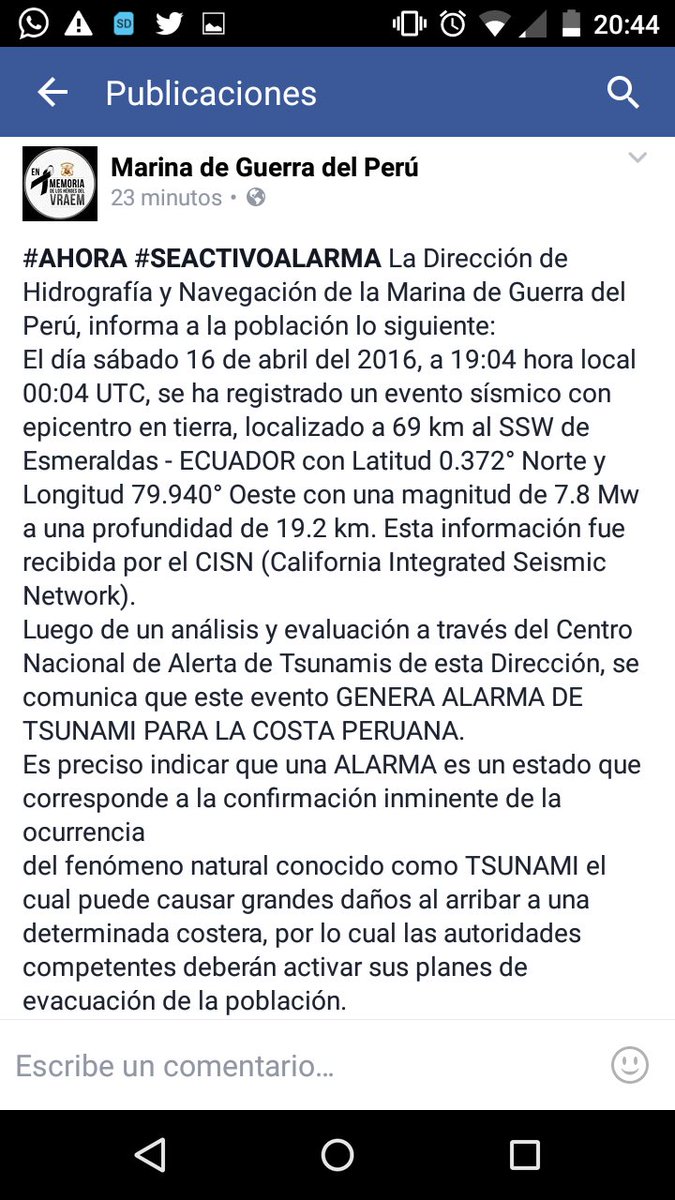 20:44
Publicaciones
EN
MEMORIA
DE LOS HÉROES DEL
VRAEM
Marina de Guerra del Perú
23 minutos
#AHORA #SEACTIVOALARMA La Dirección de
Hidrografía y Navegación de la Marina de Guerra del
Perú, informa a la población lo siguiente:
El día sábado 16 de abril del 2016, a 19:04 hora local
00:04 UTC, se ha registrado un evento sísmico con
epicentro en tierra, localizado a 69 km al SSW de
Esmeraldas - ECUADOR con Latitud 0.372° Norte y
Longitud 79.940° Oeste con una magnitud de 7.8 Mw
a una profundidad de 19.2 km. Esta información fue
recibida por el CISN (California Integrated Seismic
Network).
Luego de un análisis y evaluación a través del Centro
Nacional de Alerta de Tsunamis de esta Dirección, se
comunica que este evento GENERA ALARMA DE
TSUNAMI PARA LA COSTA PERUANA.
Es preciso indicar que una ALARMA es un estado que
corresponde a la confirmación inminente de la
ocurrencia
del fenómeno natural conocido como TSUNAMI el
cual puede causar grandes daños al arribar a una
determinada costera, por lo cual las autoridades
competentes deberán activar sus planes de
evacuación de la población.
Escribe un comentario...